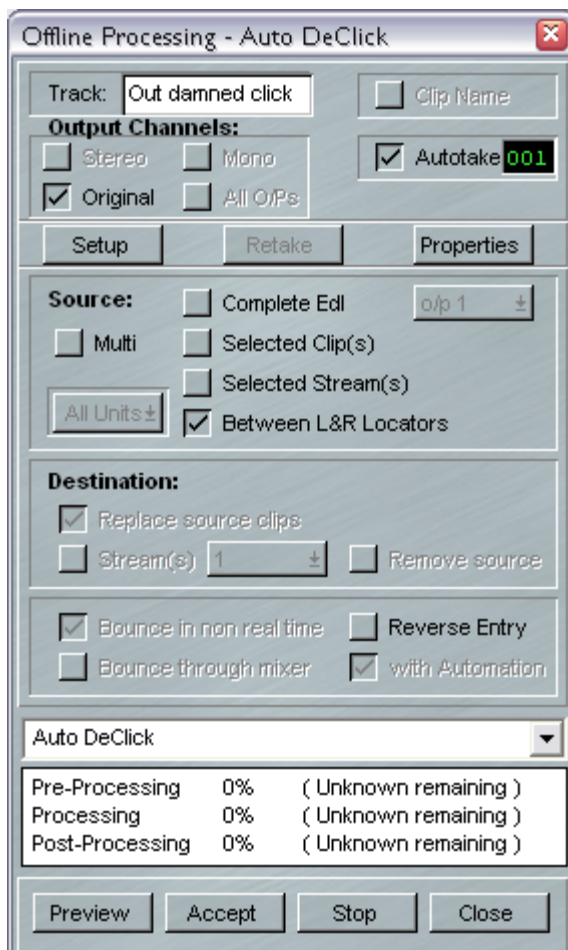 Offline Processing - Auto DeClick
Track: Out damned click
Clip Name
Output Channels:
Stereo Mono
Autotake 001
Original All O/Ps
Setup Retake Properties
Source: Complete Edl o/p 1
Multi Selected Clip(s)
Selected Stream(s)
All Units
Between L&R Locators
Destination:
Replace source clips
Stream(s) 1 Remove source
Bounce in non real time Reverse Entry
Bounce through mixer with Automation
Auto DeClick
Pre-Processing 0% ( Unknown remaining )
Processing 0% ( Unknown remaining )
Post-Processing 0% ( Unknown remaining )
Preview Accept Stop Close